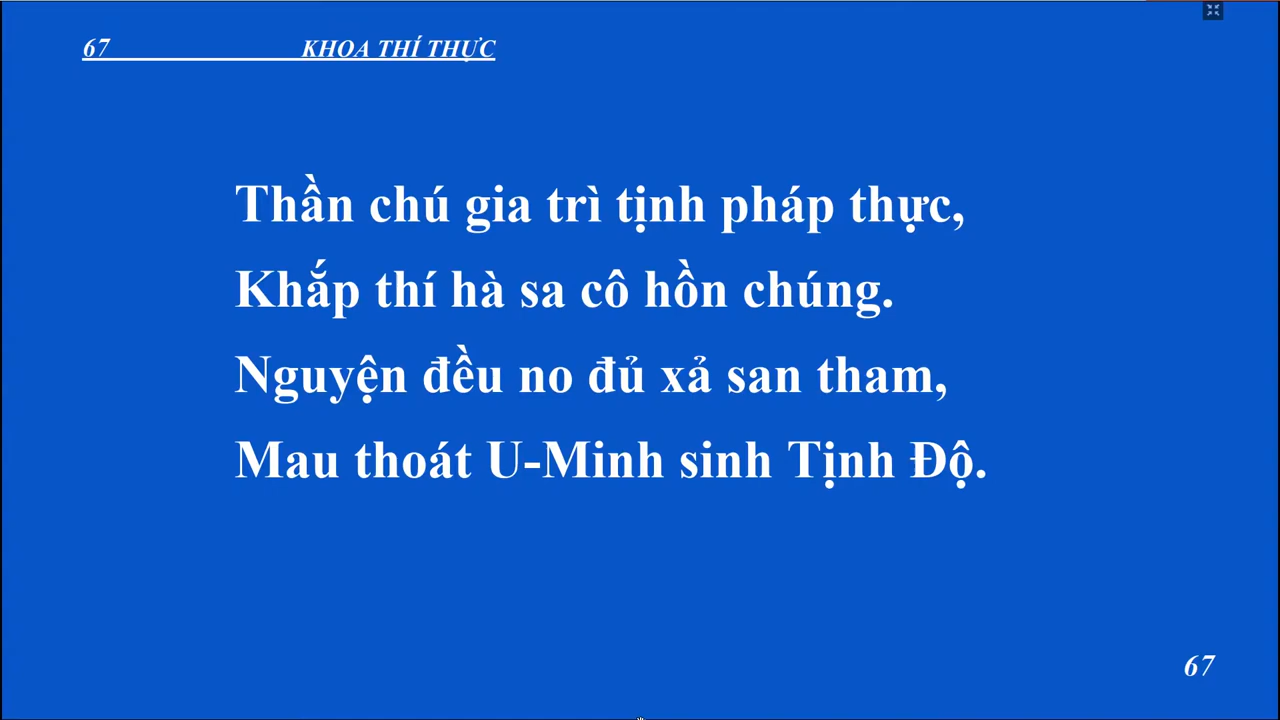 67 KHOA THÍ THỰC
Thần chú gia trì tịnh pháp thực,
Khắp thí hà sa cô hồn chúng.
Nguyện đều no đủ xả san tham,
Mau thoát U-Minh sinh Tịnh Độ.
67